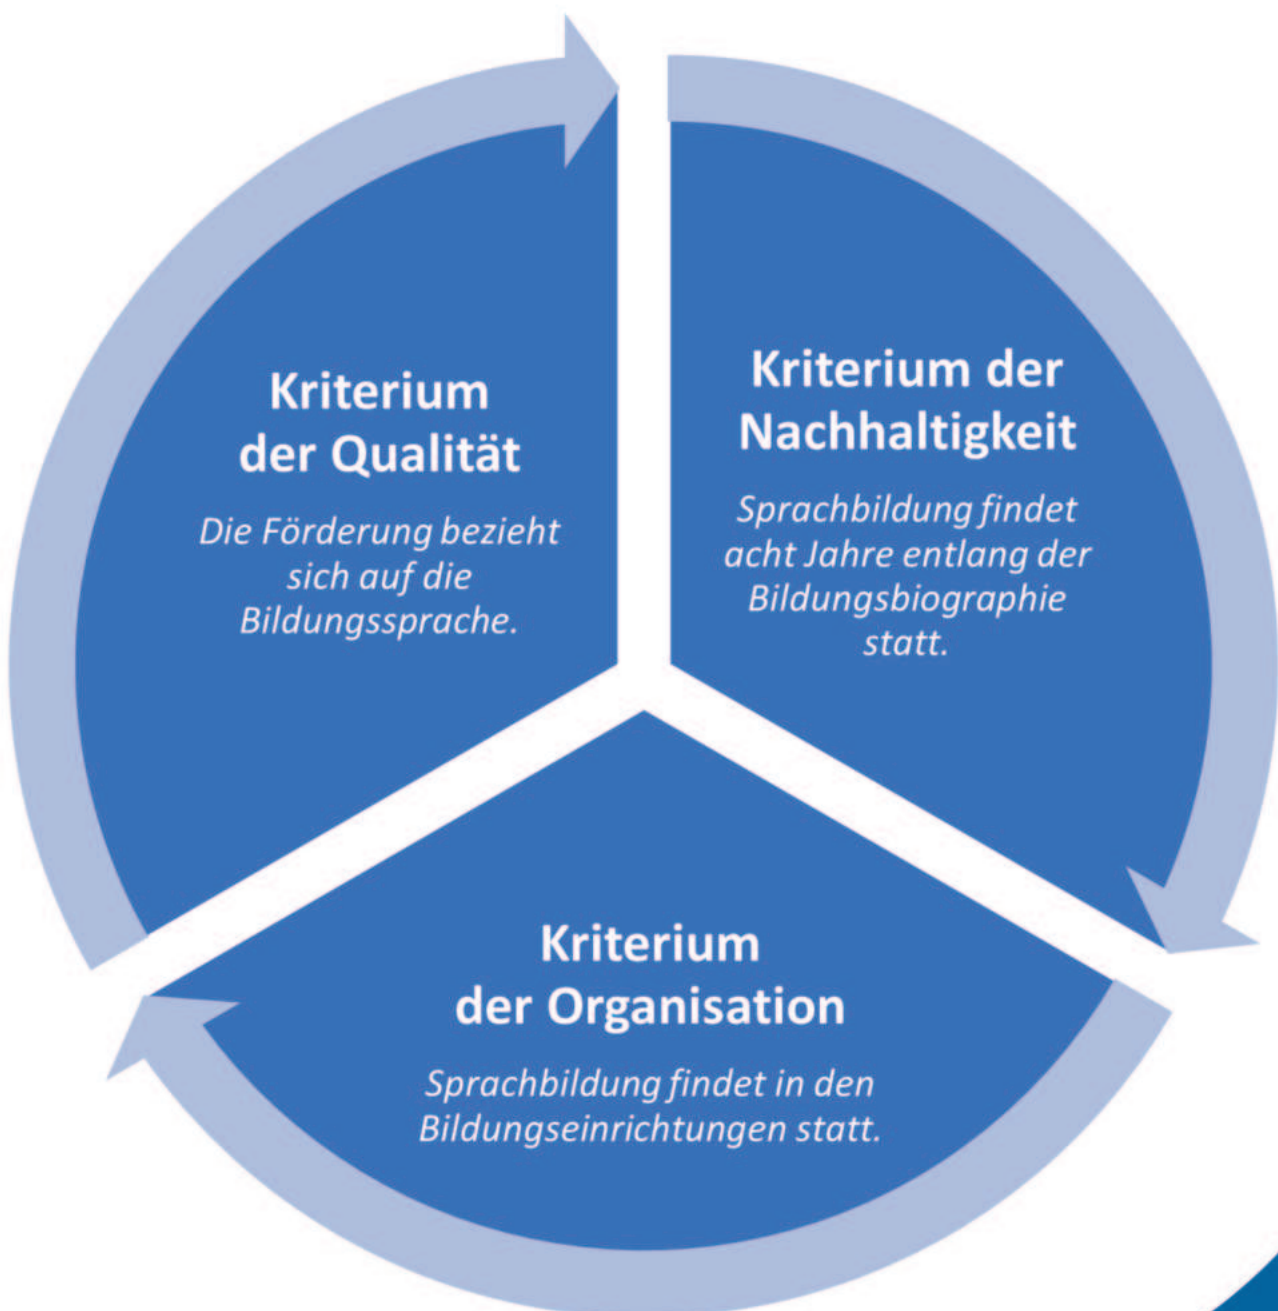 Kriterium
der Qualität
Die Förderung bezieht
sich auf die
Bildungssprache.
Kriterium der
Nachhaltigkeit
Sprachbildung findet
acht Jahre entlang der
Bildungsbiographie
statt.
Kriterium
der Organisation
Sprachbildung findet in den
Bildungseinrichtungen statt.